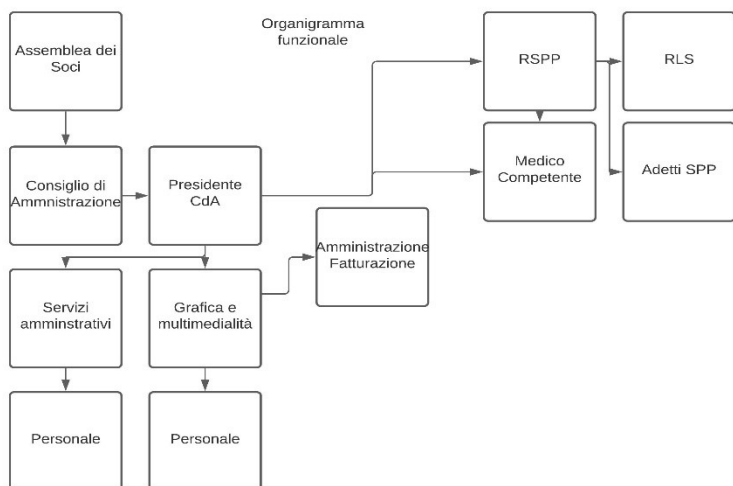 Organigramma
funzionale
Assemblea dei
Soci
RSPP
RLS
Consiglio di
Ammnistrazione
Presidente
CdA
Medico
Competente
Adetti SPP
Amministrazione
Fatturazione
Servizi
amminstrativi
Grafica e
multimedialità
Personale
Personale